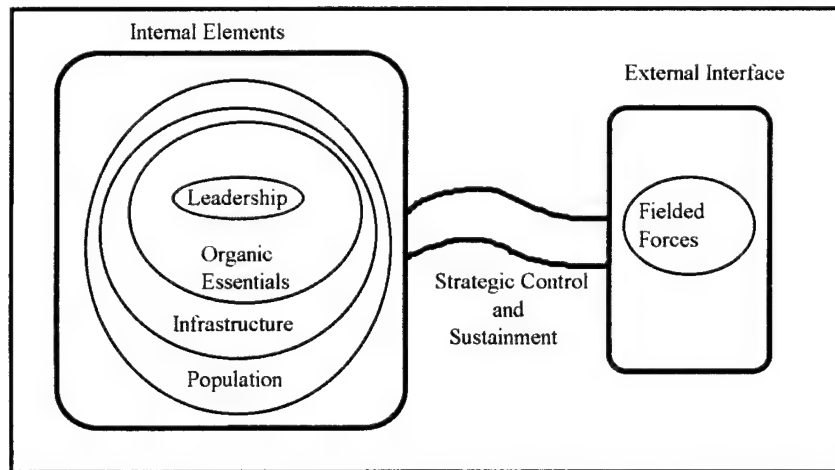 Internal Elements
External Interface
Leadership
Organic
Essentials
Infrastructure
Population
Strategic Control
and
Sustainment
Fielded
Forces